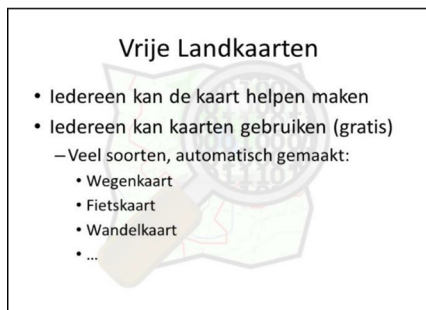 Vrije Landkaarten
• Iedereen kan de kaart helpen maken
• Iedereen kan kaarten gebruiken (gratis)
–Veel soorten, automatisch gemaakt:
• Wegenkaart
• Fietskaart
• Wandelkaart
• ...